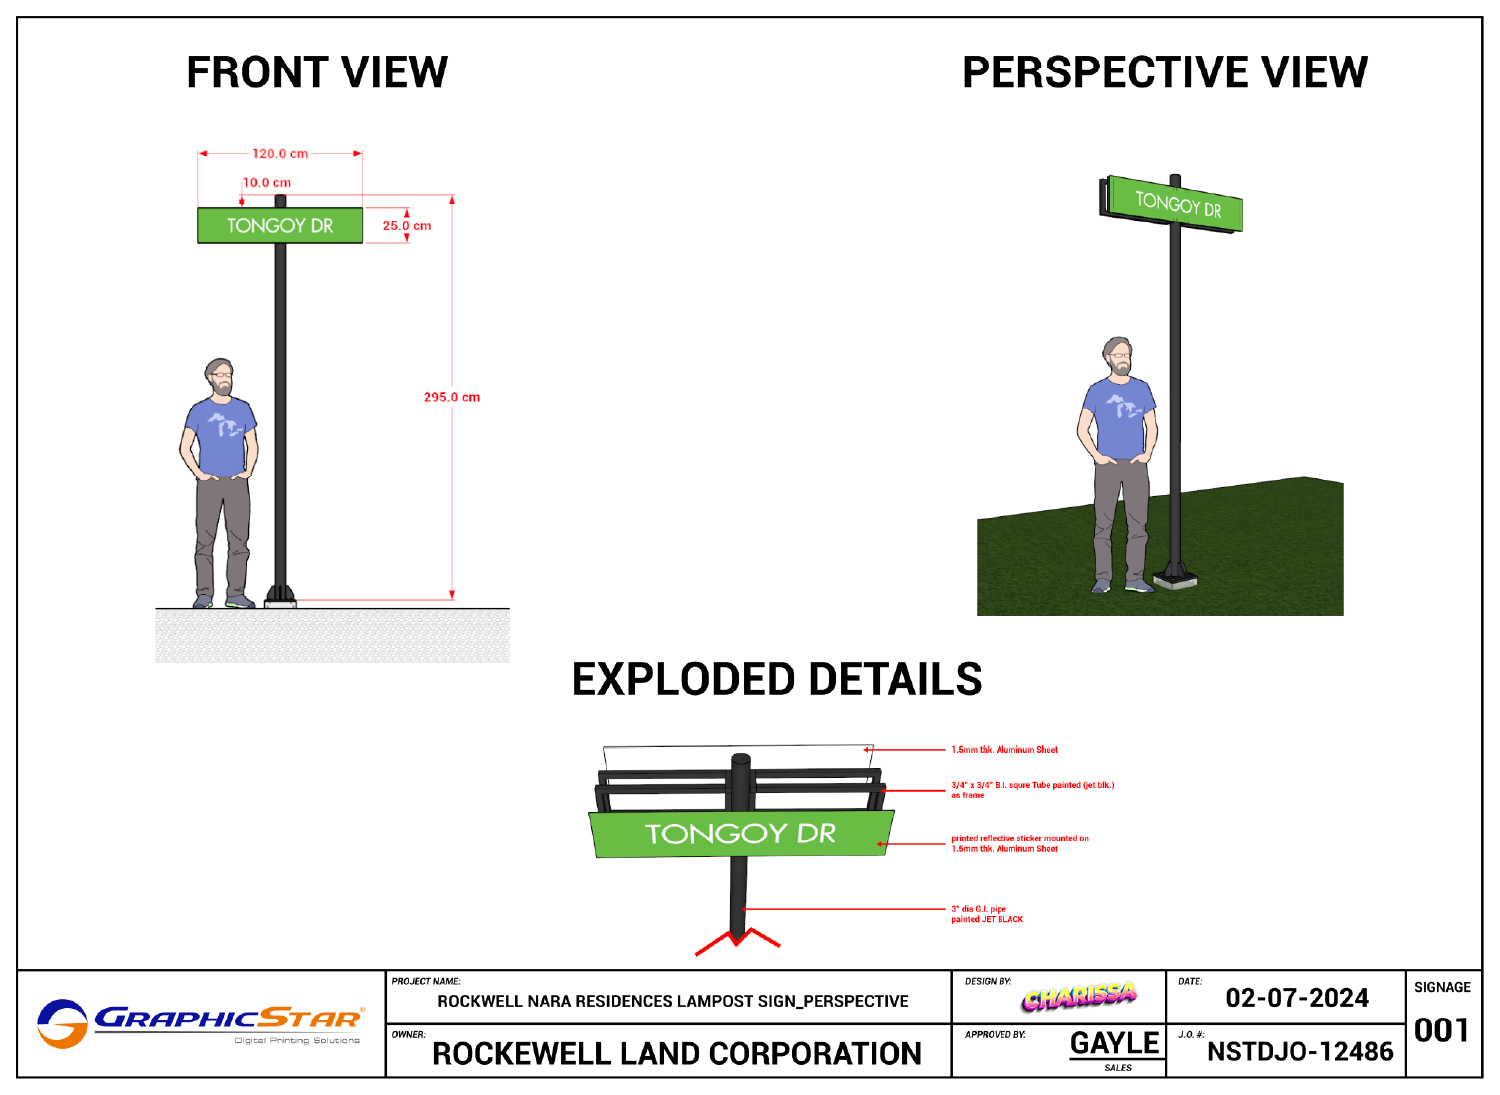 FRONT VIEW
PERSPECTIVE VIEW
120.0 cm
10.0 cm
TONGOY DR
25.0 cm
295.0 cm
TONGOY DR
EXPLODED DETAILS
1.5mm thk. Aluminum Sheet
3/4" x 3/4" B.I. squre Tube painted (jet blk.)
as frame
TONGOY DR
printed reflective sticker mounted on
1.5mm thk. Aluminum Sheet
3" dia G.I. pipe
painted JET BLACK
GRAPHICSTAR®
Digital Printing Solutions
PROJECT NAME:
ROCKWELL NARA RESIDENCES LAMPOST SIGN_PERSPECTIVE
OWNER:
ROCKEWELL LAND CORPORATION
DESIGN BY:
CHARISSA
APPROVED BY:
GAYLE
SALES
DATE:
02-07-2024
J.O. #:
NSTDJO-12486
SIGNAGE
001